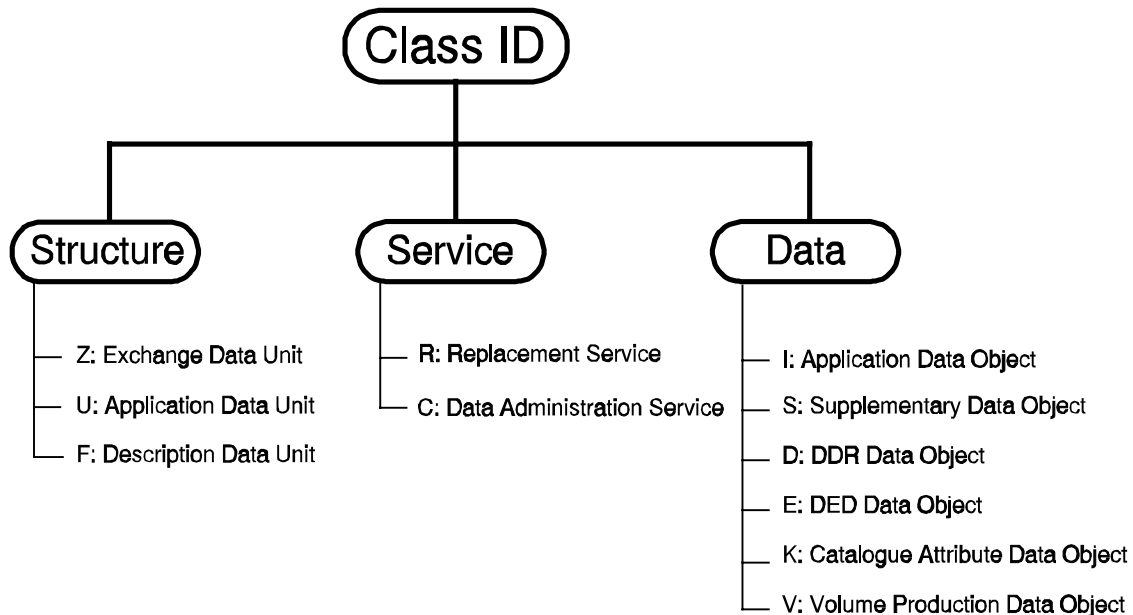 Class ID
Structure
Z: Exchange Data Unit
U: Application Data Unit
F: Description Data Unit
Service
R: Replacement Service
C: Data Administration Service
Data
I: Application Data Object
S: Supplementary Data Object
D: DDR Data Object
E: DED Data Object
K: Catalogue Attribute Data Object
V: Volume Production Data Object